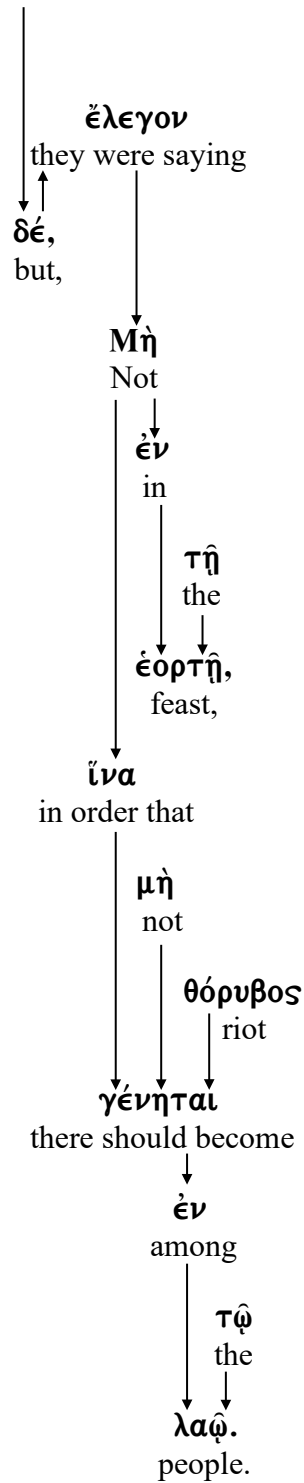 ἔλεγον
they were saying
δέ,
but,
Μὴ
Not
ἐν
in
τῇ
the
ἑορτῇ,
feast,
ἵνα
in order that
μὴ
not
θόρυβος
riot
γένηται
there should become
ἐν
among
τῷ
the
λαῷ.
people.